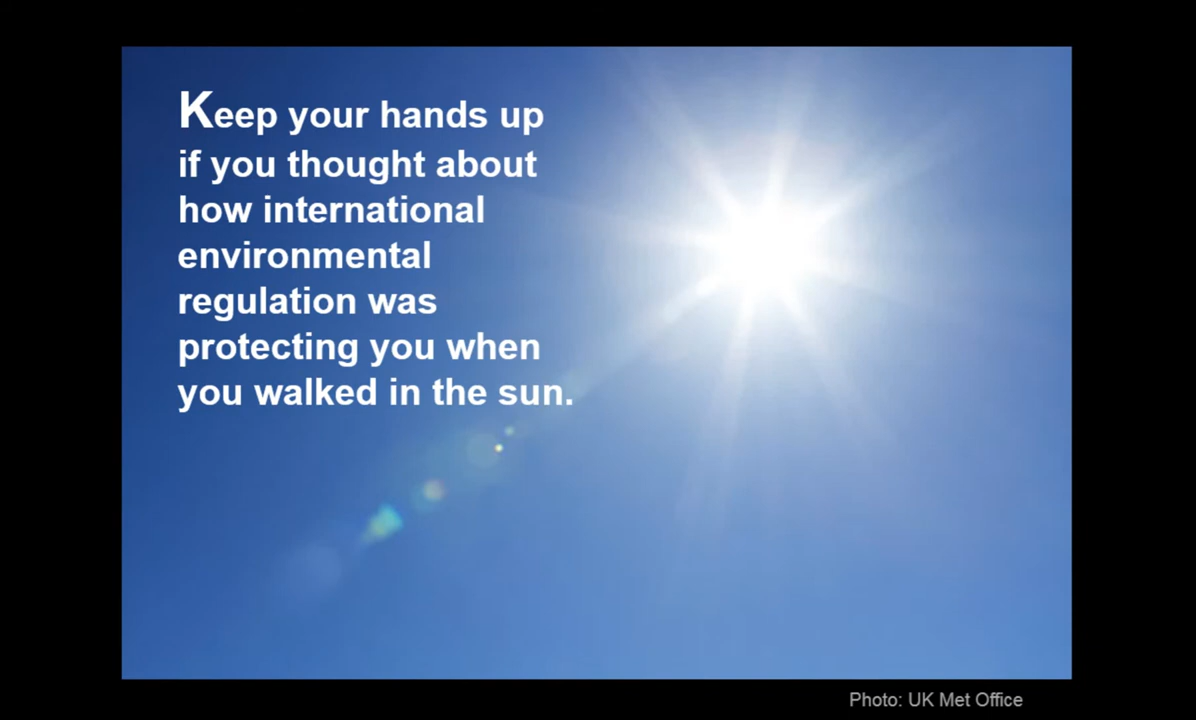 Keep your hands up
if you thought about
how international
environmental
regulation was
protecting you when
you walked in the sun.
Photo: UK Met Office